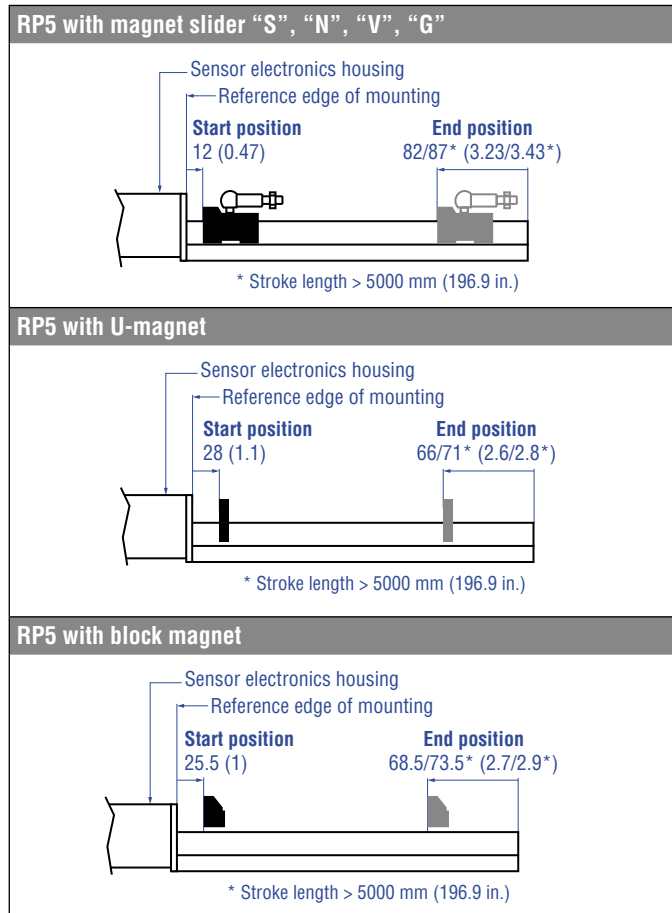 RP5 with magnet slider “S”, “N”, “V”, “G”
Sensor electronics housing
Reference edge of mounting
Start position End position
12 (0.47) 82/87* (3.23/3.43*)
* Stroke length > 5000 mm (196.9 in.)
RP5 with U-magnet
Sensor electronics housing
Reference edge of mounting
Start position End position
28 (1.1) 66/71* (2.6/2.8*)
* Stroke length > 5000 mm (196.9 in.)
RP5 with block magnet
Sensor electronics housing
Reference edge of mounting
Start position End position
25.5 (1) 68.5/73.5* (2.7/2.9*)
* Stroke length > 5000 mm (196.9 in.)